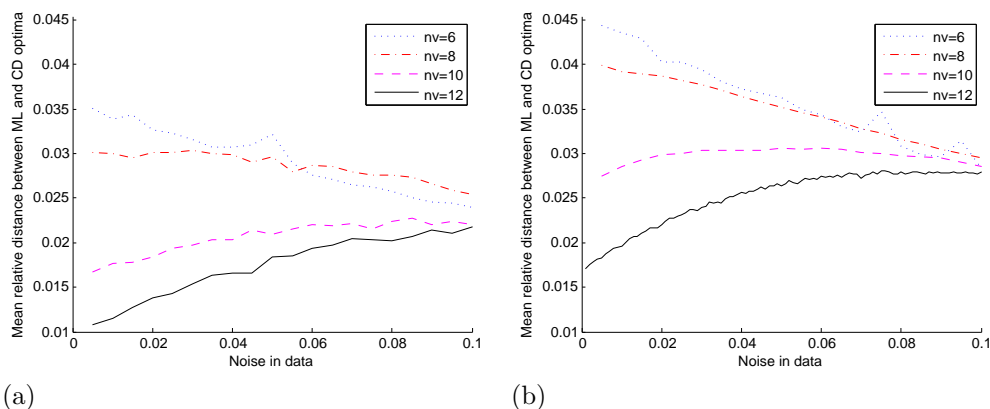 Mean relative distance between ML and CD optima
0.045
0.04
0.035
0.03
0.025
0.02
0.015
0.01
0
0.02
0.04
0.06
0.08
0.1
Noise in data
nv=6
nv=8
nv=10
nv=12
(a)
Mean relative distance between ML and CD optima
0.045
0.04
0.035
0.03
0.025
0.02
0.015
0.01
0
0.02
0.04
0.06
0.08
0.1
Noise in data
nv=6
nv=8
nv=10
nv=12
(b)